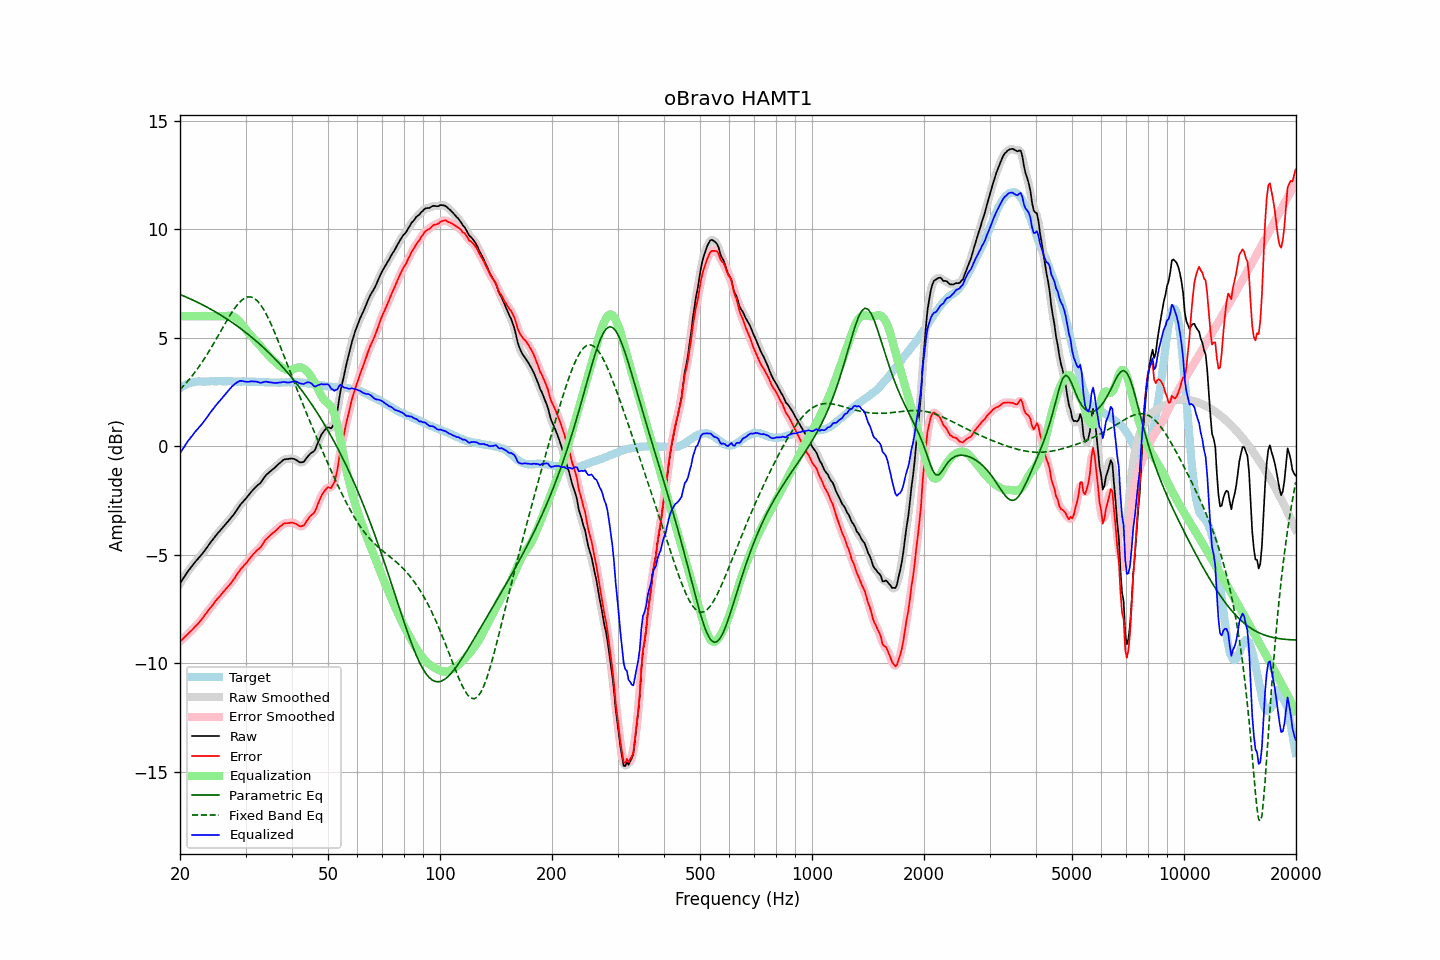 oBravo HAMT1
Amplitude (dBr)
15
10
5
0
−5
−10
−15
Target
Raw Smoothed
Error Smoothed
Raw
Error
Equalization
Parametric Eq
Fixed Band Eq
Equalized
20 50 100 200 500 1000 2000 5000 10000 20000
Frequency (Hz)